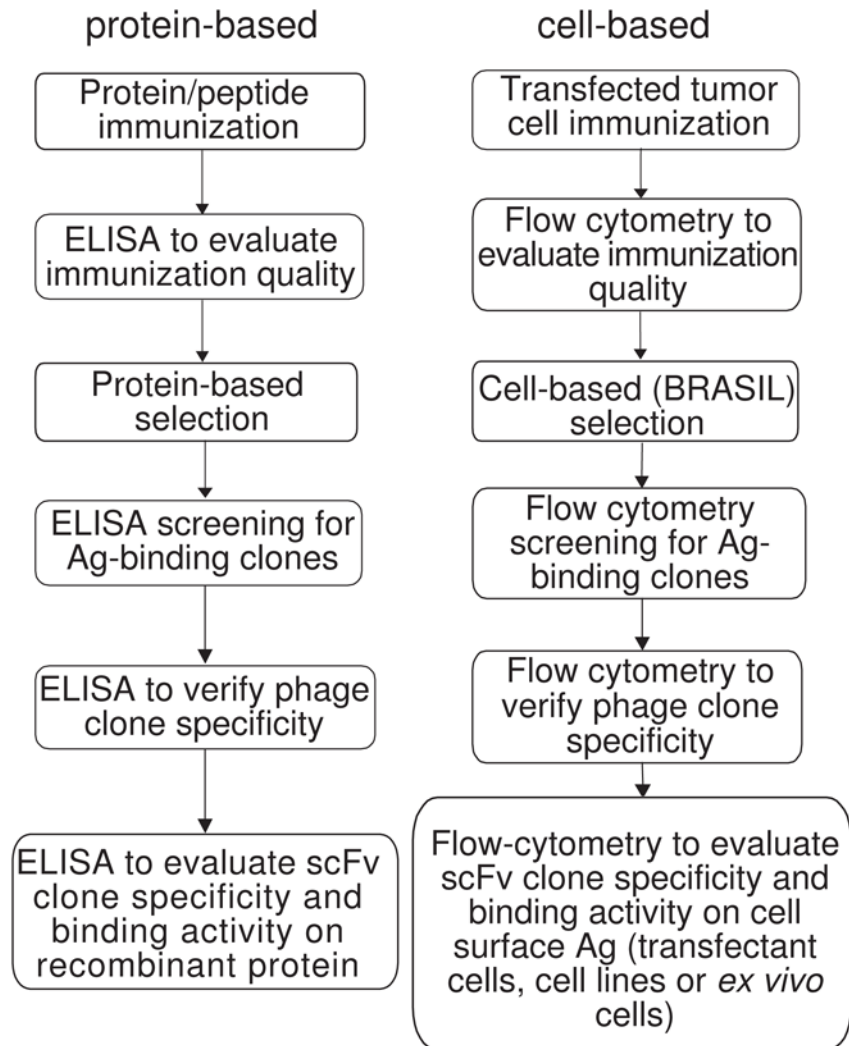 protein-based
Protein/peptide
immunization
ELISA to evaluate
immunization quality
Protein-based
selection
ELISA screening for
Ag-binding clones
ELISA to verify phage
clone specificity
ELISA to evaluate scFv
clone specificity and
binding activity on
recombinant protein
cell-based
Transfected tumor
cell immunization
Flow cytometry to
evaluate immunization
quality
Cell-based (BRASIL)
selection
Flow cytometry
screening for Ag-
binding clones
Flow cytometry to
verify phage clone
specificity
Flow-cytometry to evaluate
scFv clone specificity and
binding activity on cell
surface Ag (transfectant
cells, cell lines or ex vivo
cells)